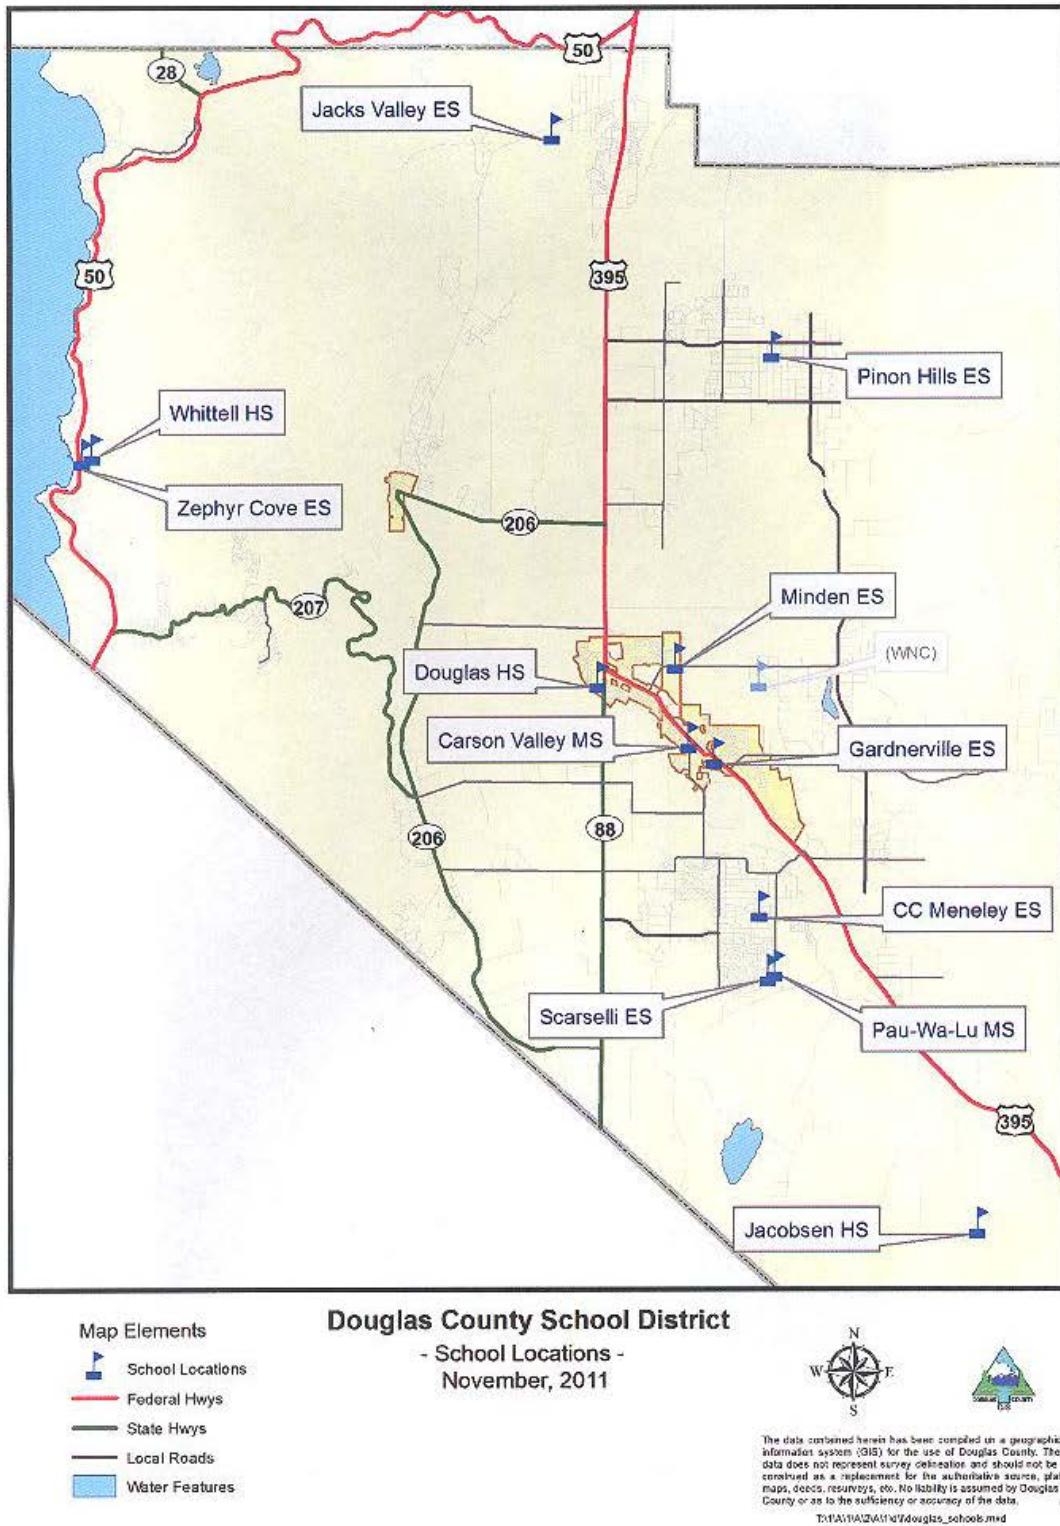 50
28
Jacks Valley ES
50
395
Pinon Hills ES
Whittell HS
Zephyr Cove ES
206
207
Minden ES
(WNC)
Douglas HS
Carson Valley MS
Gardnerville ES
206
88
CC Meneley ES
Scarselli ES
Pau-Wa-Lu MS
395
Jacobsen HS
Douglas County School District
- School Locations -
November, 2011
Map Elements
School Locations
Federal Hwys
State Hwys
Local Roads
Water Features
N
W
E
S
The data contained herein has been compiled on a geographic
information system (GIS) for the use of Douglas County. The
data does not represent survey delineation and should not be
construed as a replacement for the authoritative source, plat
maps, deeds, resurveys, etc. No liability is assumed by Douglas
County or as to the sufficiency or accuracy of the data.